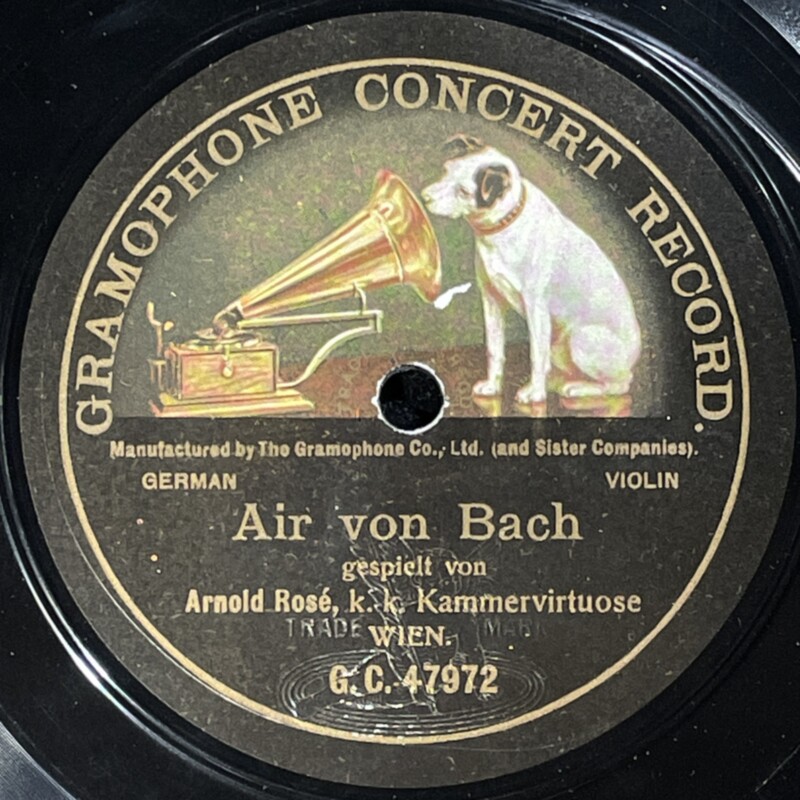 GRAMOPHONE CONCERT RECORD.
Manufactured by The Gramophone Co., Ltd. (and Sister Companies).
GERMAN VIOLIN
Air von Bach
gespielt von
Arnold Rosé, k. k. Kammervirtuose
TRADE MARK
WIEN.
G. C.-47972